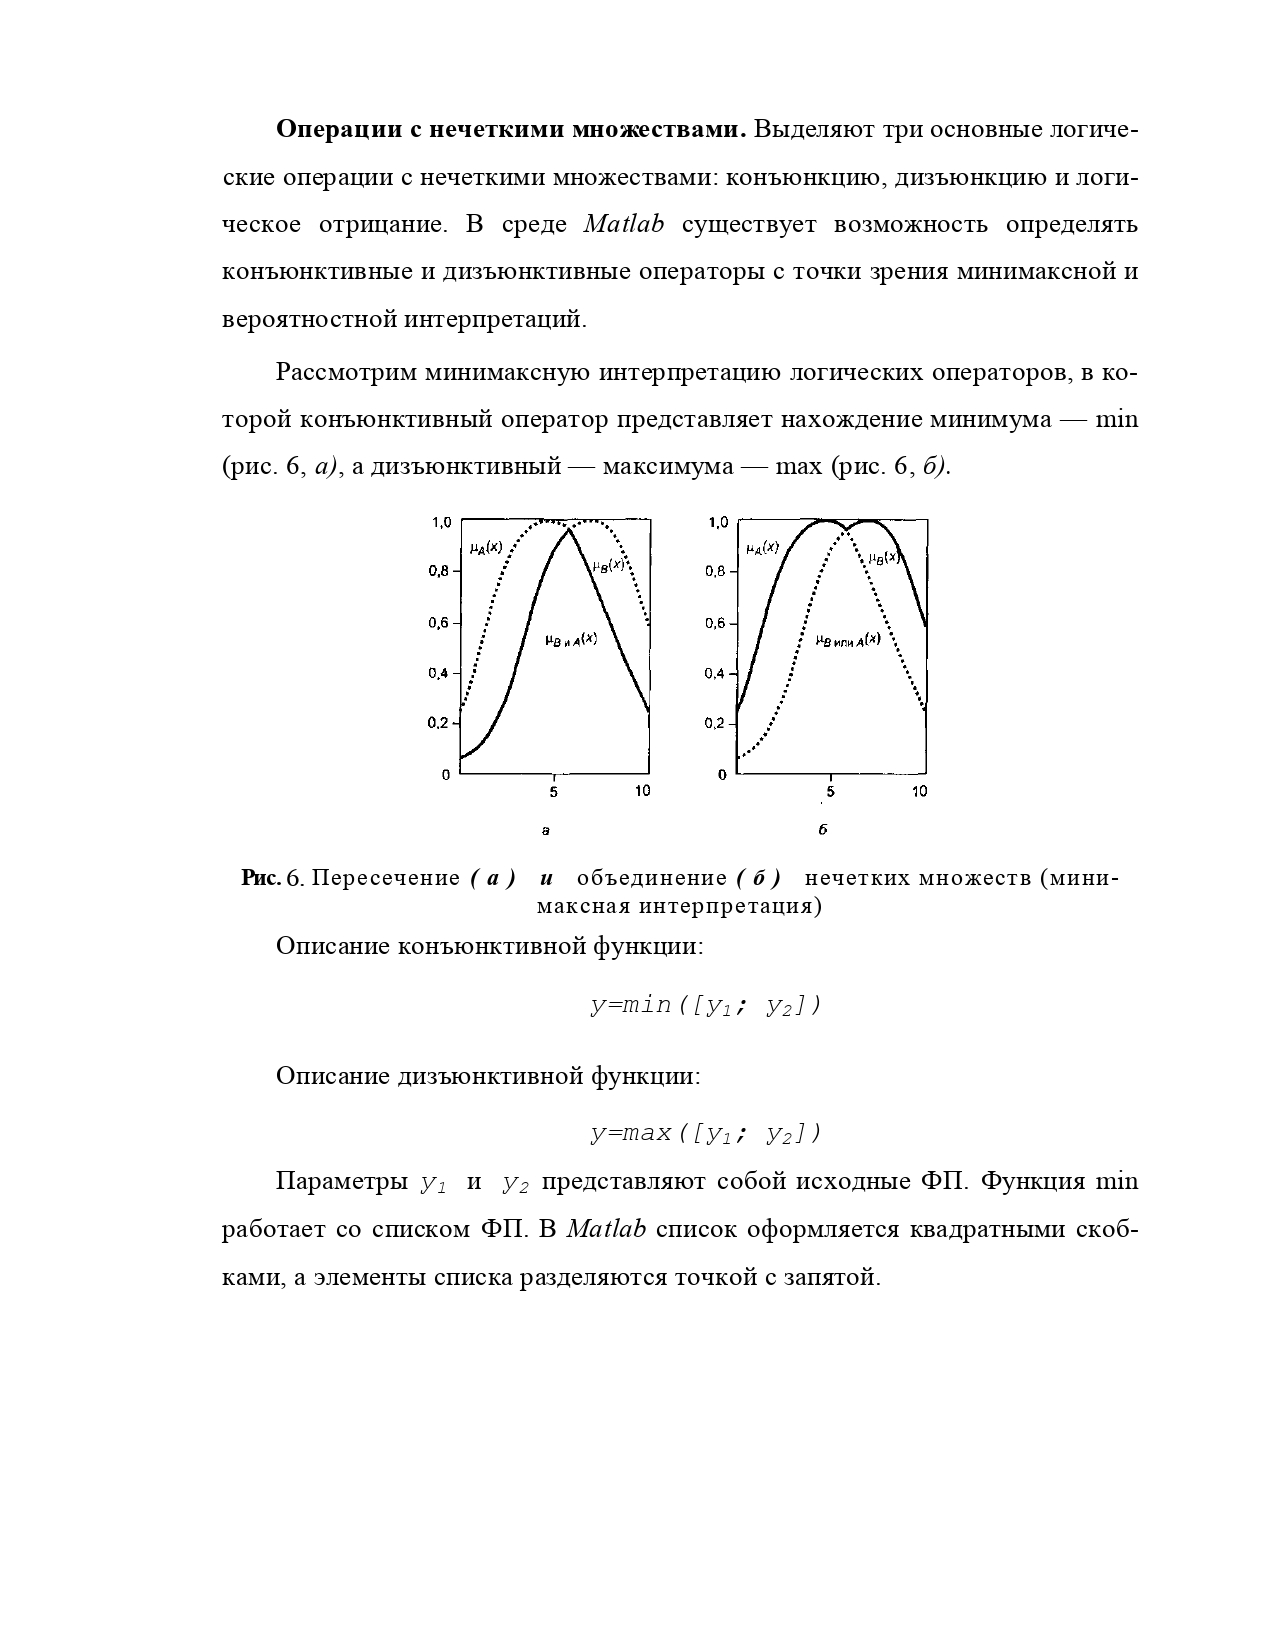 Операции с нечеткими множествами. Выделяют три основные логиче-
ские операции с нечеткими множествами: конъюнкцию, дизъюнкцию и логи-
ческое отрицание. В среде Matlab существует возможность определять
конъюнктивные и дизъюнктивные операторы с точки зрения минимаксной и
вероятностной интерпретаций.
Рассмотрим минимаксную интерпретацию логических операторов, в ко-
торой конъюнктивный оператор представляет нахождение минимума — min
(рис. 6, а), а дизъюнктивный — максимума — max (рис. 6, б).
1,0
μA(x)
μB(x)
0,8
0,6
μB и A(x)
0,4
0,2
0
5
10
а
1,0
μA(x)
μB(x)
0,8
0,6
μB или A(x)
0,4
0,2
0
5
10
б
Рис. 6. Пересечение (а) и объединение (б) нечетких множеств (мини-
максная интерпретация)
Описание конъюнктивной функции:
y=min([y1; y2])
Описание дизъюнктивной функции:
y=max([y1; y2])
Параметры y1 и y2 представляют собой исходные ФП. Функция min
работает со списком ФП. В Matlab список оформляется квадратными скоб-
ками, а элементы списка разделяются точкой с запятой.